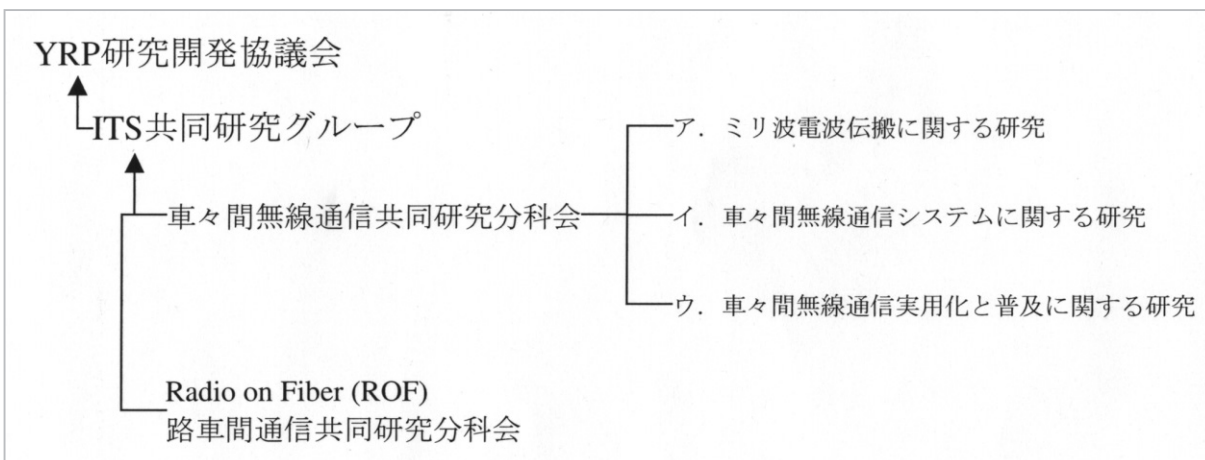 YRP研究開発協議会
ITS共同研究グループ
ア．ミリ波電波伝搬に関する研究
車々間無線通信共同研究分科会
イ．車々間無線通信システムに関する研究
ウ．車々間無線通信実用化と普及に関する研究
Radio on Fiber (ROF)
路車間通信共同研究分科会